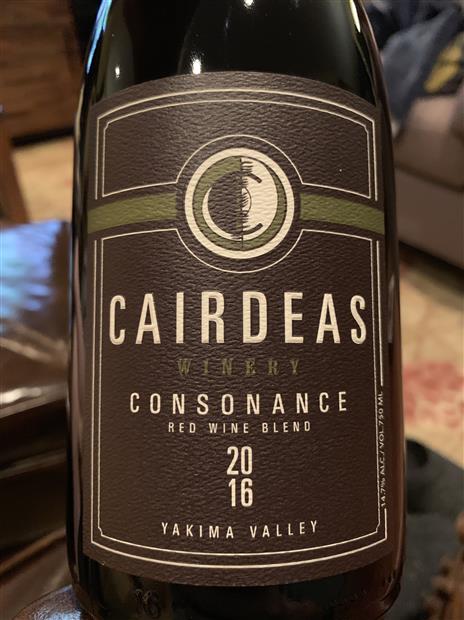 CAIRDEAS
WINERY
CONSONANCE
RED WINE BLEND
20
16
YAKIMA VALLEY
14.7% ALC / VOL 750 ML